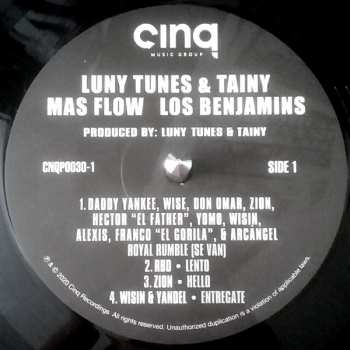 cinq
MUSIC GROUP
LUNY TUNES & TAINY
MAS FLOW LOS BENJAMINS
PRODUCED BY: LUNY TUNES & TAINY
CNQP0030-1 SIDE 1
1. DADDY YANKEE, WISE, DON OMAR, ZION,
HECTOR "EL FATHER", YOMO, WISIN,
ALEXIS, FRANCO "EL GORILA", & ARCANGEL
ROYAL RUMBLE (SE VAN)
2. RBD • LENTO
3. ZION • HELLO
4. WISIN & YANDEL • ENTREGATE
℗ & © 2020 Cinq Recordings. All rights reserved. Unauthorized duplication is a violation of applicable laws.